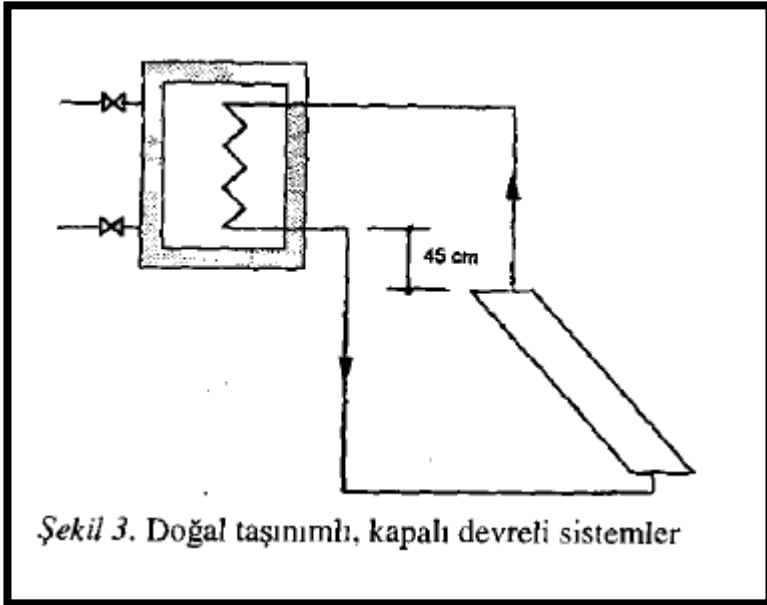 45 cm
Şekil 3. Doğal taşınımlı, kapalı devreli sistemler